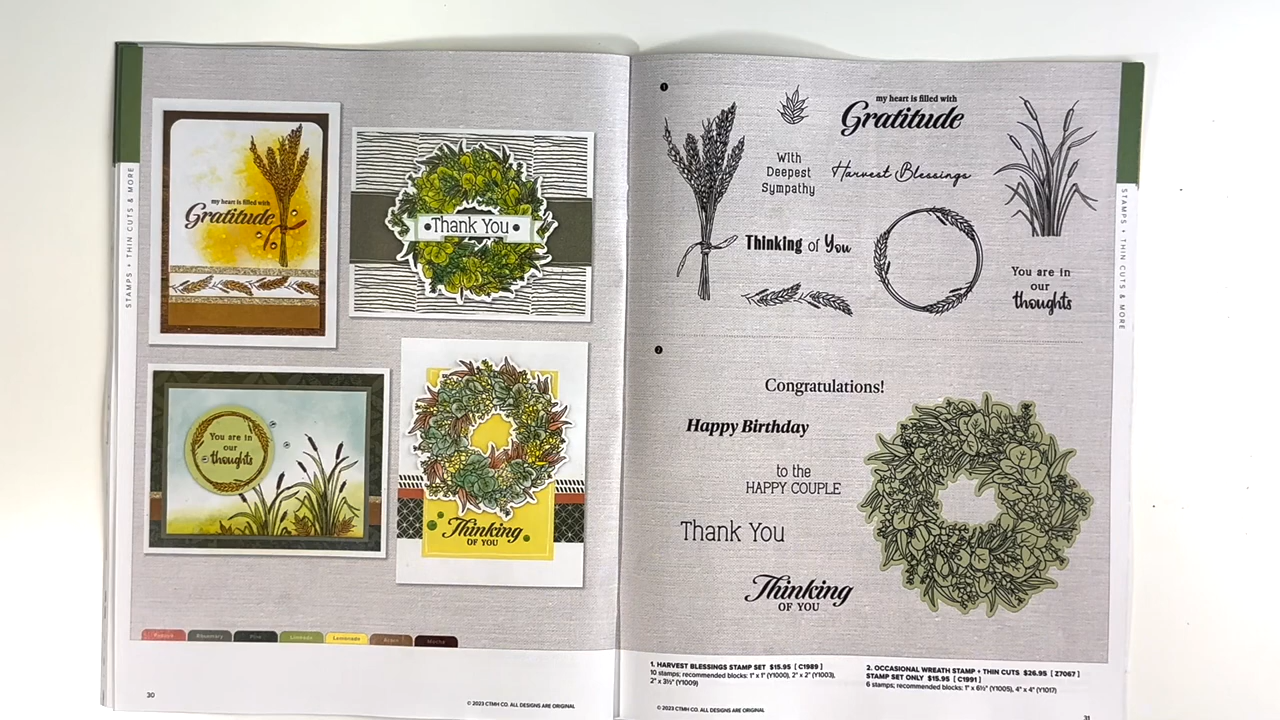 STAMPS + THIN CUTS & MORE
my heart is filled with
Gratitude
Thank You
You are in
our
thoughts
Thinking
OF YOU
Rosemary
Pine
Limeade
Lemonade
Mocha
30
© 2023 CTMH CO. ALL DESIGNS ARE ORIGINAL
1
my heart is filled with
Gratitude
With
Deepest
Sympathy
Harvest Blessings
Thinking of You
You are in
our
thoughts
2
Congratulations!
Happy Birthday
to the
HAPPY COUPLE
Thank You
Thinking
OF YOU
STAMPS + THIN CUTS & MORE
1. HARVEST BLESSINGS STAMP SET $15.95 [ C1989 ]
10 stamps; recommended blocks: 1" x 1" (Y1000), 2" x 2" (Y1003),
2" x 3½" (Y1009)
2. OCCASIONAL WREATH STAMP + THIN CUTS $26.95 [ Z7067 ]
STAMP SET ONLY $15.95 [ C1991 ]
6 stamps; recommended blocks: 1" x 6½" (Y1005), 4" x 4" (Y1017)
© 2023 CTMH CO. ALL DESIGNS ARE ORIGINAL
31